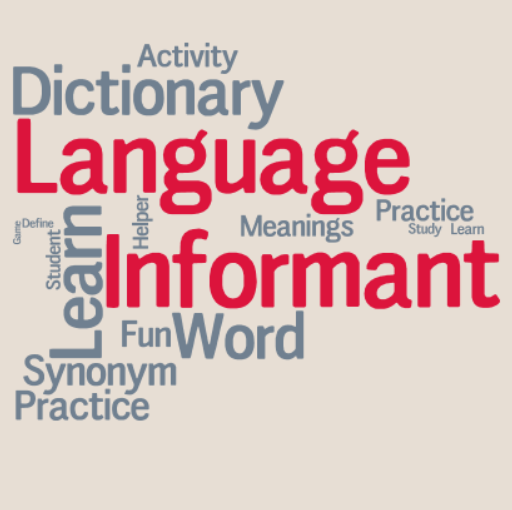 Activity
Dictionary
Language
Helper
Practice
Meanings
Game
Define
Study
Learn
Student
Learn
Informant
Fun
Word
Synonym
Practice